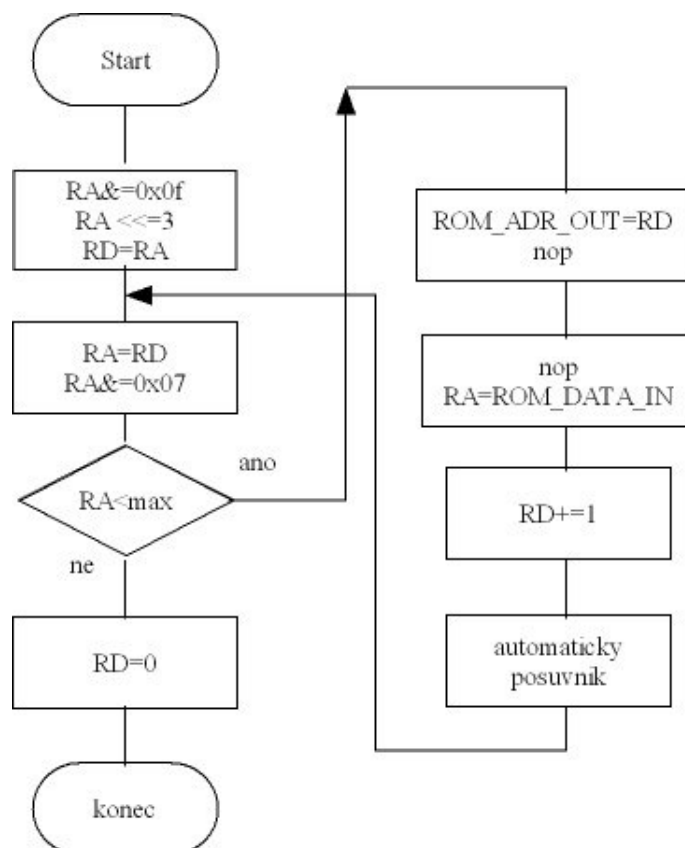 Start
RA&=0x0f
RA <<=3
RD=RA
RA=RD
RA&=0x07
RA<max
ano
ne
RD=0
konec
ROM_ADR_OUT=RD
nop
nop
RA=ROM_DATA_IN
RD+=1
automaticky
posuvnik